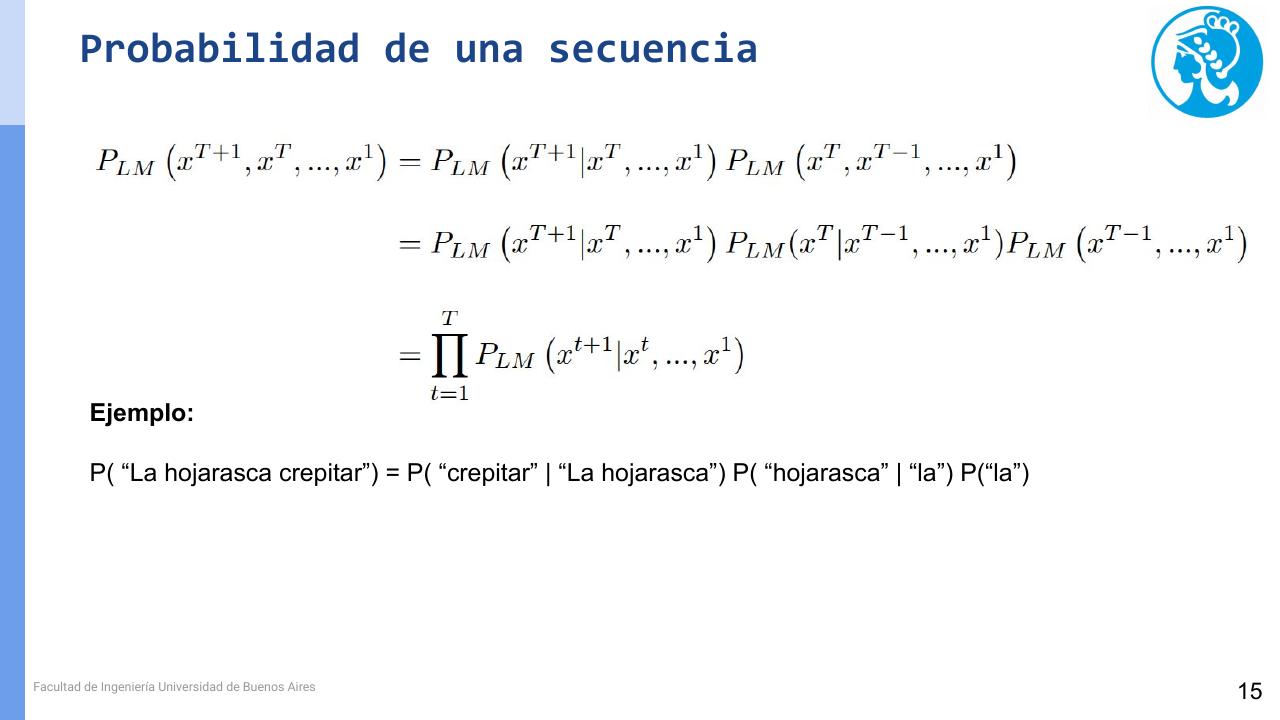 Probabilidad de una secuencia
P_{LM} (x^{T+1}, x^T, ..., x^1) = P_{LM} (x^{T+1}|x^T, ..., x^1) P_{LM} (x^T, x^{T−1}, ..., x^1)
= P_{LM} (x^{T+1}|x^T, ..., x^1) P_{LM}(x^T|x^{T−1}, ..., x^1)P_{LM} (x^{T−1}, ..., x^1)
= ∏_{t=1}^{T} P_{LM} (x^{t+1}|x^t, ..., x^1)
Ejemplo:
P( “La hojarasca crepitar”) = P( “crepitar” | “La hojarasca”) P( “hojarasca” | “la”) P(“la”)
Facultad de Ingeniería Universidad de Buenos Aires
15